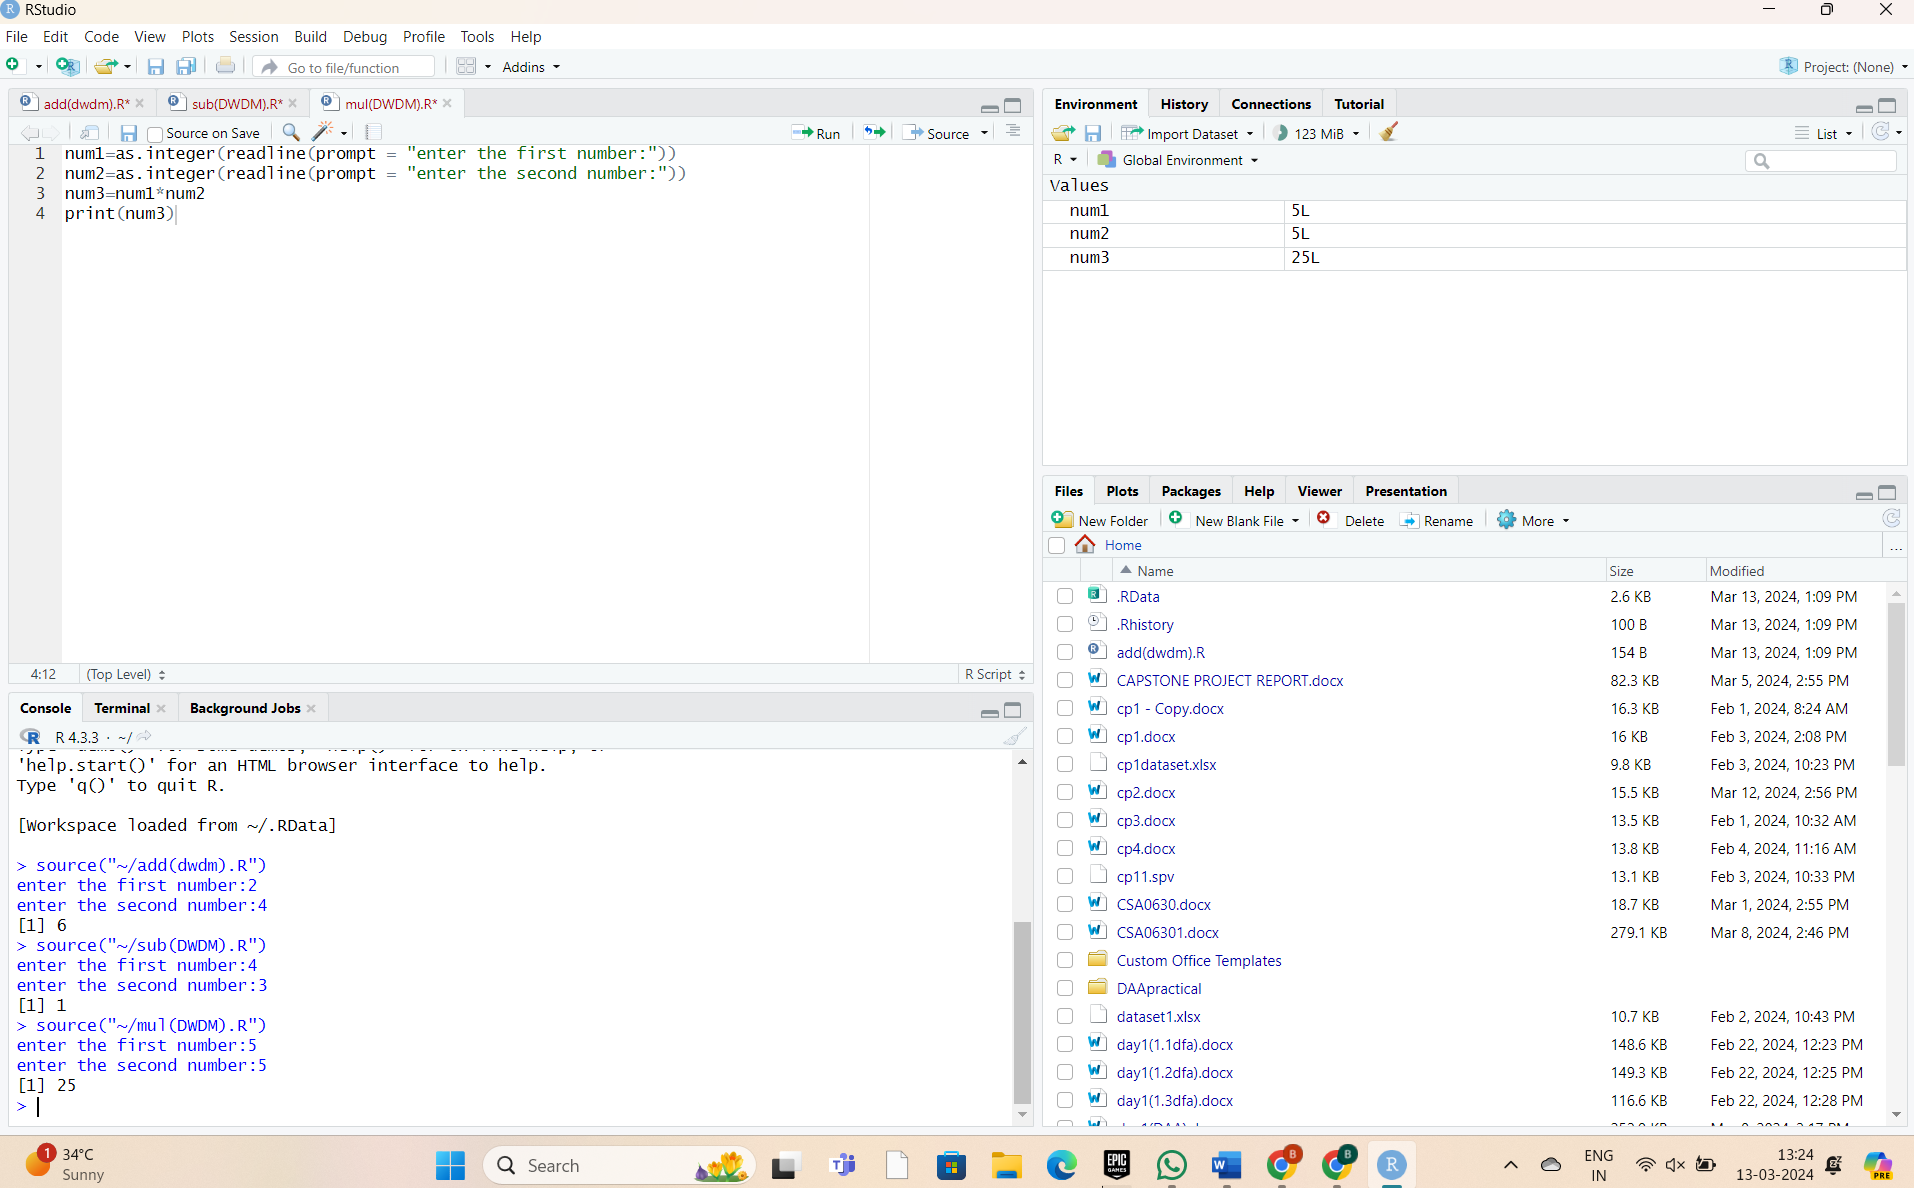 RStudio
File Edit Code View Plots Session Build Debug Profile Tools Help
Go to file/function Addins Project: (None)
add(dwdm).R* sub(DWDM).R* mul(DWDM).R*
Source on Save Run Source
1 num1=as.integer(readline(prompt = "enter the first number:"))
2 num2=as.integer(readline(prompt = "enter the second number:"))
3 num3=num1*num2
4 print(num3)
4:12 (Top Level) R Script
Console Terminal Background Jobs
R 4.3.3 · ~/
'help.start()' for an HTML browser interface to help.
Type 'q()' to quit R.
[Workspace loaded from ~/.RData]
> source("~/add(dwdm).R")
enter the first number:2
enter the second number:4
[1] 6
> source("~/sub(DWDM).R")
enter the first number:4
enter the second number:3
[1] 1
> source("~/mul(DWDM).R")
enter the first number:5
enter the second number:5
[1] 25
>
Environment History Connections Tutorial
Import Dataset 123 MiB List
R Global Environment
Values
num1 5L
num2 5L
num3 25L
Files Plots Packages Help Viewer Presentation
New Folder New Blank File Delete Rename More
Home ...
Name Size Modified
.RData 2.6 KB Mar 13, 2024, 1:09 PM
.Rhistory 100 B Mar 13, 2024, 1:09 PM
add(dwdm).R 154 B Mar 13, 2024, 1:09 PM
CAPSTONE PROJECT REPORT.docx 82.3 KB Mar 5, 2024, 2:55 PM
cp1 - Copy.docx 16.3 KB Feb 1, 2024, 8:24 AM
cp1.docx 16 KB Feb 3, 2024, 2:08 PM
cp1dataset.xlsx 9.8 KB Feb 3, 2024, 10:23 PM
cp2.docx 15.5 KB Mar 12, 2024, 2:56 PM
cp3.docx 13.5 KB Feb 1, 2024, 10:32 AM
cp4.docx 13.8 KB Feb 4, 2024, 11:16 AM
cp11.spv 13.1 KB Feb 3, 2024, 10:33 PM
CSA0630.docx 18.7 KB Mar 1, 2024, 2:55 PM
CSA06301.docx 279.1 KB Mar 8, 2024, 2:46 PM
Custom Office Templates
DAApractical
dataset1.xlsx 10.7 KB Feb 2, 2024, 10:43 PM
day1(1.1dfa).docx 148.6 KB Feb 22, 2024, 12:23 PM
day1(1.2dfa).docx 149.3 KB Feb 22, 2024, 12:25 PM
day1(1.3dfa).docx 116.6 KB Feb 22, 2024, 12:28 PM
1 34°C
Sunny
Search
EPIC GAMES
B B
ENG
IN
13:24
13-03-2024
PRE